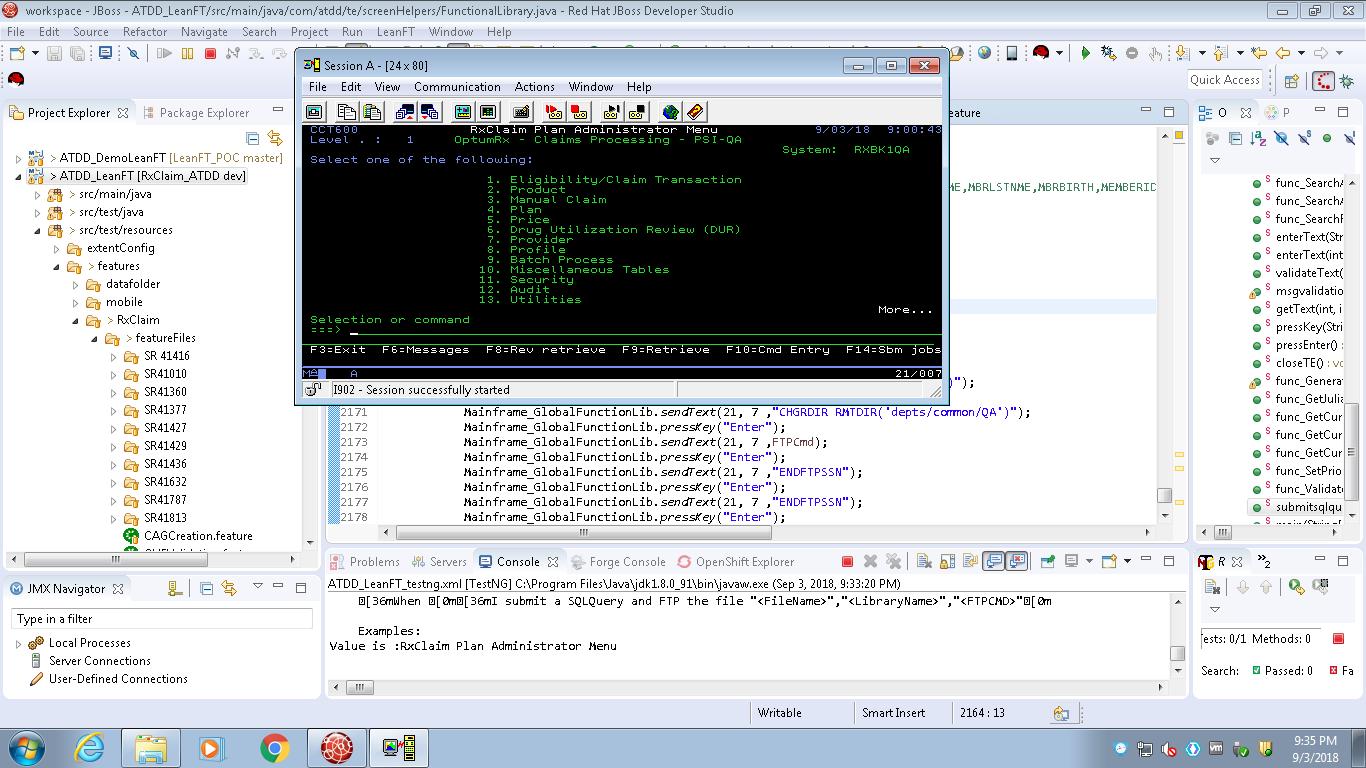 workspace - JBoss - ATDD_LeanFT/src/main/java/com/atdd/te/screenHelpers/FunctionalLibrary.java - Red Hat JBoss Developer Studio
File Edit Source Refactor Navigate Search Project Run LeanFT Window Help
Quick Access
Project Explorer
Package Explorer
> ATDD_DemoLeanFT [LeanFT_POC master]
> ATDD_LeanFT [RxClaim_ATDD dev]
> src/main/java
> src/test/java
> src/test/resources
extentConfig
> features
datafolder
mobile
> RxClaim
> featureFiles
SR 41416
SR41010
SR41360
SR41377
SR41427
SR41429
SR41436
SR41632
SR41787
SR41813
CAGCreation.feature
Session A - [24 x 80]
File Edit View Communication Actions Window Help
CCT600 RxClaim Plan Administrator Menu 9/03/18 9:00:43
Level . : 1 OptumRx - Claims Processing - PSI-QA
System: RXBK1QA
Select one of the following:
1. Eligibility/Claim Transaction
2. Product
3. Manual Claim
4. Plan
5. Price
6. Drug Utilization Review (DUR)
7. Provider
8. Profile
9. Batch Process
10. Miscellaneous Tables
11. Security
12. Audit
13. Utilities
More...
Selection or command
===> _
F3=Exit F6=Messages F8=Rev retrieve F9=Retrieve F10=Cmd Entry F14=Sbm jobs
MA A 21/007
I902 - Session successfully started
eature
ME,MBRLSTNME,MBRBIRTH,MEMBERID
)");
2171 Mainframe_GlobalFunctionLib.sendText(21, 7 ,"CHGRDIR RMTDIR('depts/common/QA')");
2172 Mainframe_GlobalFunctionLib.pressKey("Enter");
2173 Mainframe_GlobalFunctionLib.sendText(21, 7 ,FTPCmd);
2174 Mainframe_GlobalFunctionLib.pressKey("Enter");
2175 Mainframe_GlobalFunctionLib.sendText(21, 7 ,"ENDFTPSSN");
2176 Mainframe_GlobalFunctionLib.pressKey("Enter");
2177 Mainframe_GlobalFunctionLib.sendText(21, 7 ,"ENDFTPSSN");
2178 Mainframe_GlobalFunctionLib.pressKey("Enter");
O
P
func_SearchA
func_SearchA
func_SearchF
enterText(Str
enterText(int
validateText(
msgvalidation
getText(int, i
pressKey(Stri
pressEnter() :
closeTE() : vo
func_Genera
func_GetJulia
func_GetCur
func_GetCur
func_GetCur
func_SetPrio
func_Validate
submitsqlqu
JMX Navigator
Type in a filter
Local Processes
Server Connections
User-Defined Connections
Problems Servers Console Forge Console OpenShift Explorer
ATDD_LeanFT_testng.xml [TestNG] C:\Program Files\Java\jdk1.8.0_91\bin\javaw.exe (Sep 3, 2018, 9:33:20 PM)
[36mWhen [0m[36mI submit a SQLQuery and FTP the file "<FileName>","<LibraryName>","<FTPCMD>"[0m
Examples:
Value is :RxClaim Plan Administrator Menu
R
2
ests: 0/1 Methods: 0
Search: Passed: 0 Fa
Writable Smart Insert 2164 : 13
9:35 PM
9/3/2018